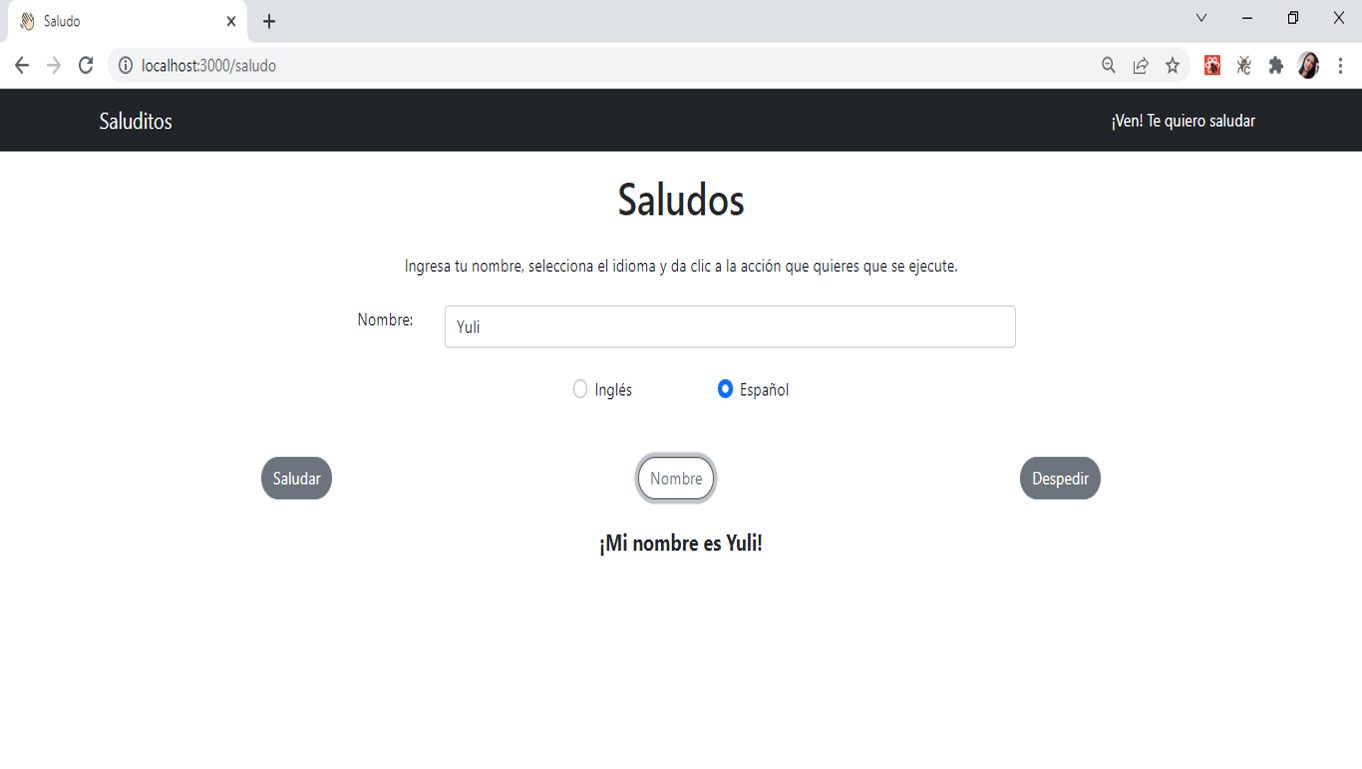 Saludo
localhost:3000/saludo
Saluditos
¡Ven! Te quiero saludar
Saludos
Ingresa tu nombre, selecciona el idioma y da clic a la acción que quieres que se ejecute.
Nombre: Yuli
Inglés Español
Saludar Nombre Despedir
¡Mi nombre es Yuli!